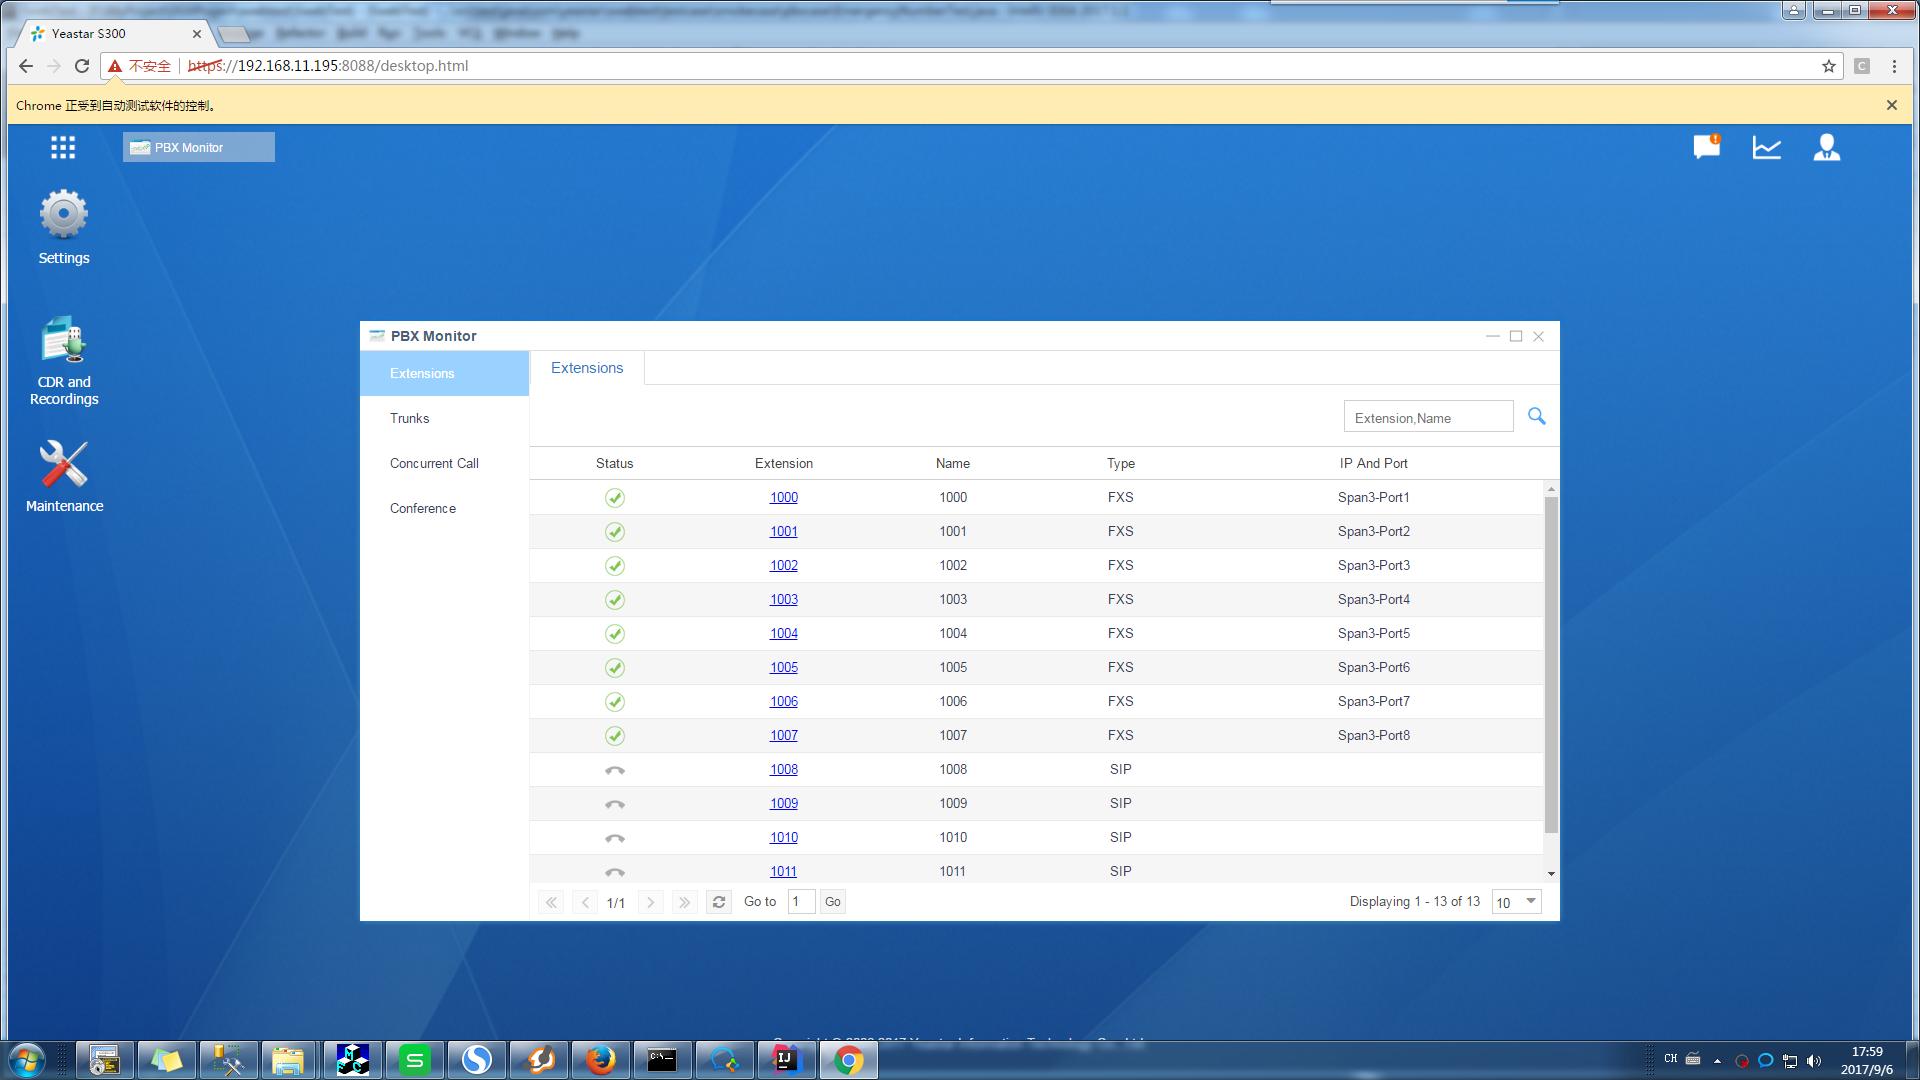 Yeastar S300
不安全 https://192.168.11.195:8088/desktop.html
Chrome 正受到自动测试软件的控制。
PBX Monitor
Settings
CDR and
Recordings
Maintenance
PBX Monitor
Extensions
Trunks
Concurrent Call
Conference
Extensions
Extension,Name
Status Extension Name Type IP And Port
1000 1000 FXS Span3-Port1
1001 1001 FXS Span3-Port2
1002 1002 FXS Span3-Port3
1003 1003 FXS Span3-Port4
1004 1004 FXS Span3-Port5
1005 1005 FXS Span3-Port6
1006 1006 FXS Span3-Port7
1007 1007 FXS Span3-Port8
1008 1008 SIP
1009 1009 SIP
1010 1010 SIP
1011 1011 SIP
1/1 Go to 1 Go Displaying 1 - 13 of 13 10
CH 17:59
2017/9/6